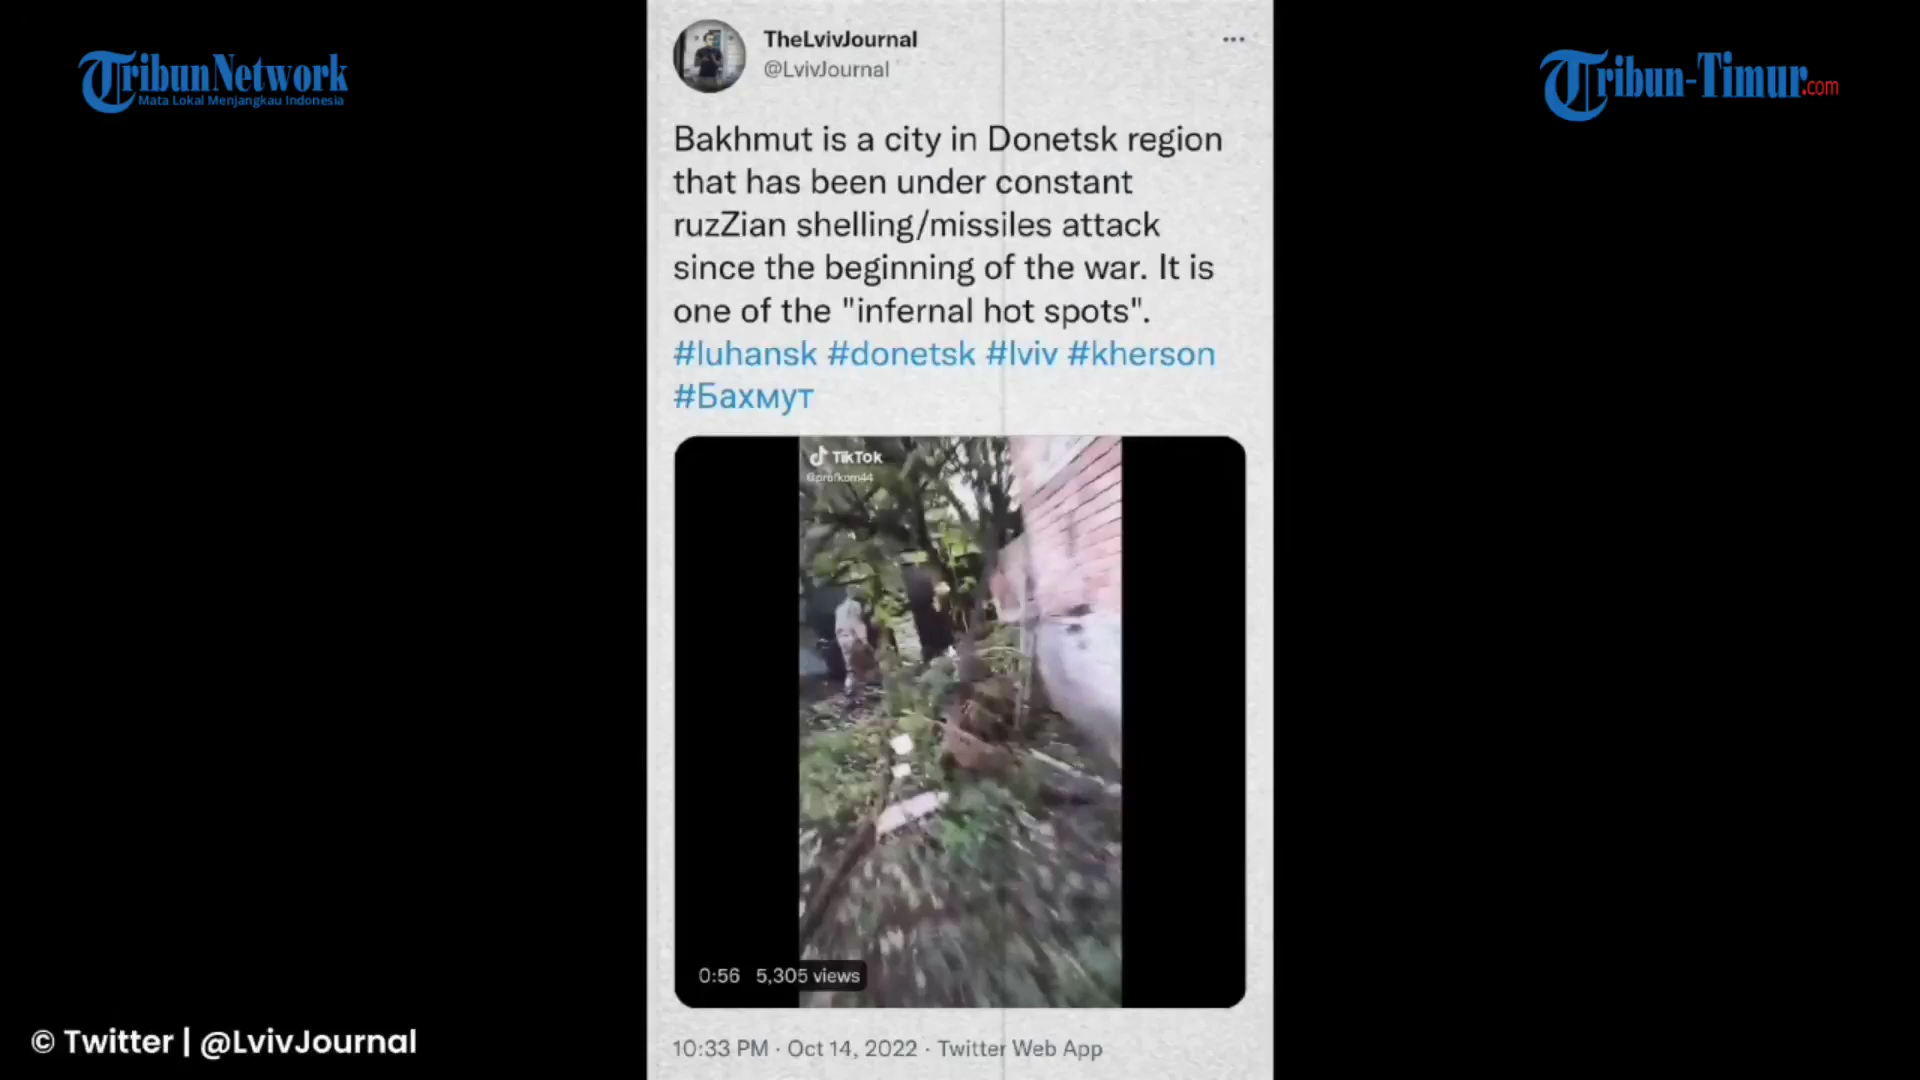 TribunNetwork
Mata Lokal Menjangkau Indonesia
Tribun-Timur.com
TheLvivJournal
@LvivJournal
Bakhmut is a city in Donetsk region
that has been under constant
ruzZian shelling/missiles attack
since the beginning of the war. It is
one of the "infernal hot spots".
#luhansk #donetsk #lviv #kherson
#Бахмут
TikTok
@profkom44
0:56 5,305 views
10:33 PM · Oct 14, 2022 · Twitter Web App
© Twitter | @LvivJournal